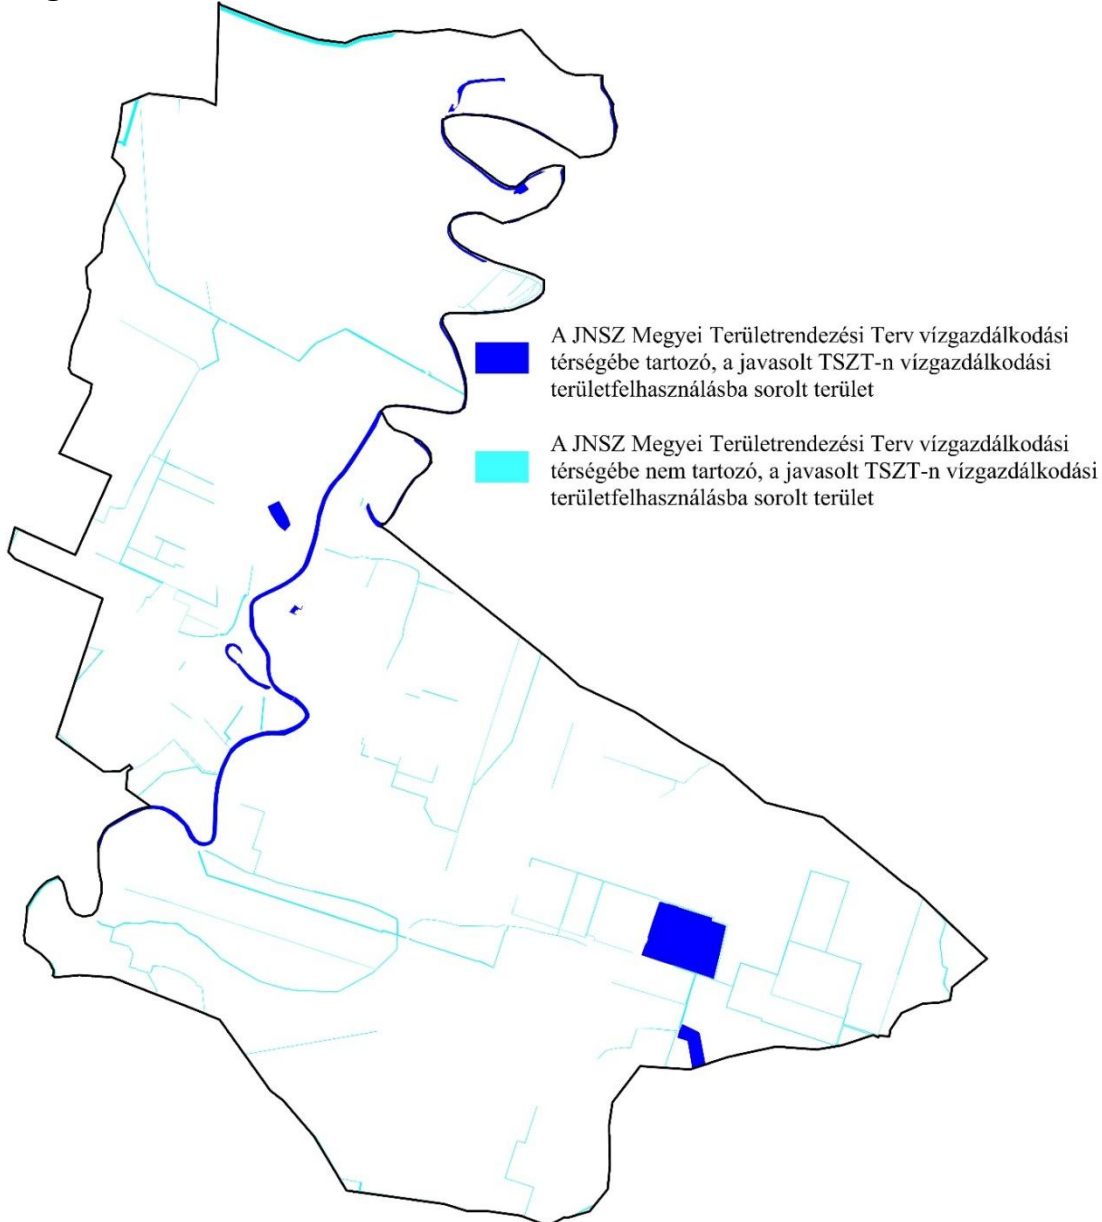 A JNSZ Megyei Területrendezési Terv vízgazdálkodási
térségébe tartozó, a javasolt TSZT-n vízgazdálkodási
területfelhasználásba sorolt terület
A JNSZ Megyei Területrendezési Terv vízgazdálkodási
térségébe nem tartozó, a javasolt TSZT-n vízgazdálkodási
területfelhasználásba sorolt terület